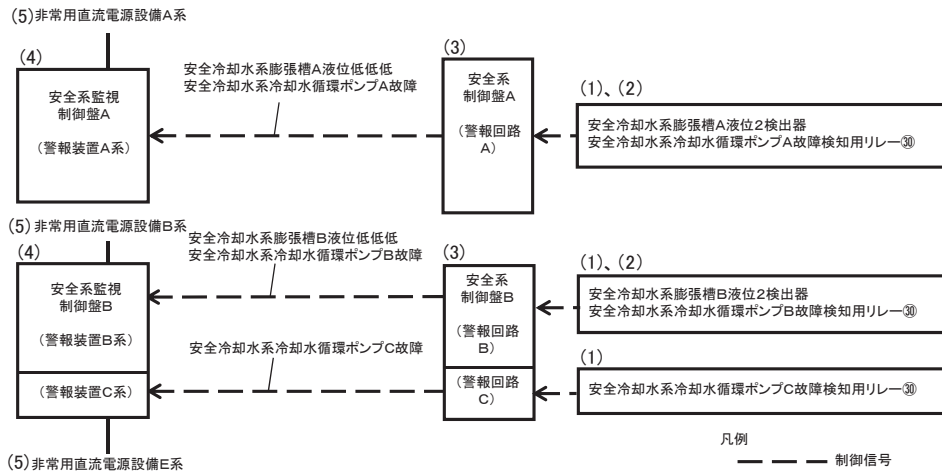 (5)非常用直流電源設備A系
(4)
安全系監視
制御盤A
(警報装置A系)
安全冷却水系膨張槽A液位低低低
安全冷却水系冷却水循環ポンプA故障
(3)
安全系
制御盤A
(警報回路
A)
(1)、(2)
安全冷却水系膨張槽A液位2検出器
安全冷却水系冷却水循環ポンプA故障検知用リレー㉚
(5)非常用直流電源設備B系
(4)
安全系監視
制御盤B
(警報装置B系)
(警報装置C系)
安全冷却水系膨張槽B液位低低低
安全冷却水系冷却水循環ポンプB故障
安全冷却水系冷却水循環ポンプC故障
(3)
安全系
制御盤B
(警報回路
B)
(警報回路
C)
(1)、(2)
安全冷却水系膨張槽B液位2検出器
安全冷却水系冷却水循環ポンプB故障検知用リレー㉚
(1)
安全冷却水系冷却水循環ポンプC故障検知用リレー㉚
(5)非常用直流電源設備E系
凡例
制御信号